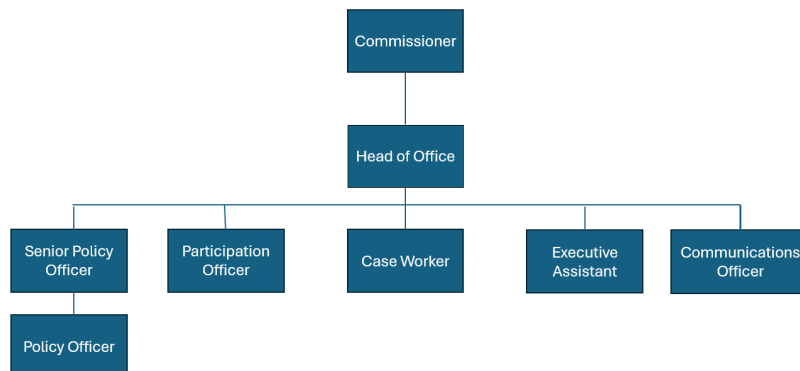 Commissioner
Head of Office
Senior Policy
Officer
Participation
Officer
Case Worker
Executive
Assistant
Communications
Officer
Policy Officer